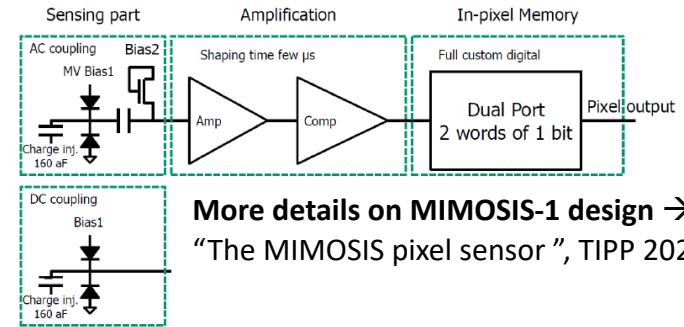 Sensing part Amplification In-pixel Memory
AC coupling Bias2 Shaping time few μs Full custom digital
MV Bias1
Amp Comp Dual Port Pixel output
2 words of 1 bit
Charge inj.
160 aF
DC coupling
Bias1
More details on MIMOSIS-1 design →
“The MIMOSIS pixel sensor ”, TIPP 202
Charge inj.
160 aF